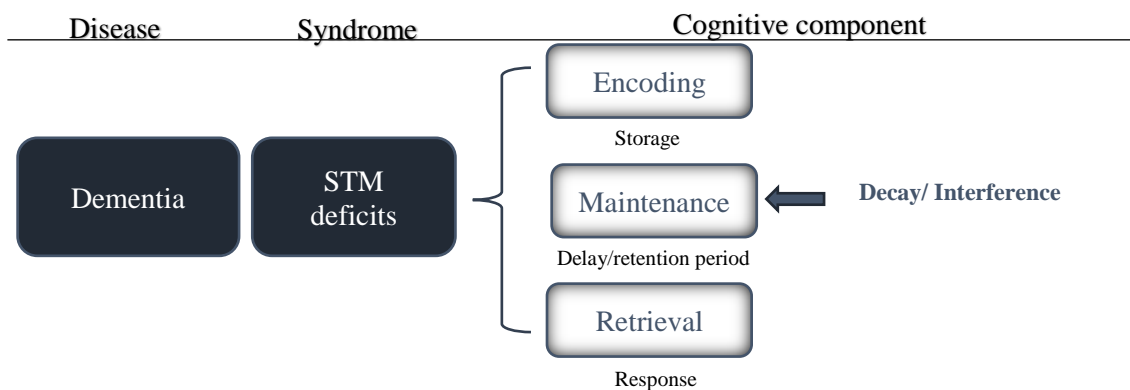 Disease
Syndrome
Cognitive component
Dementia
STM
deficits
Encoding
Storage
Maintenance
Delay/retention period
Decay/ Interference
Retrieval
Response